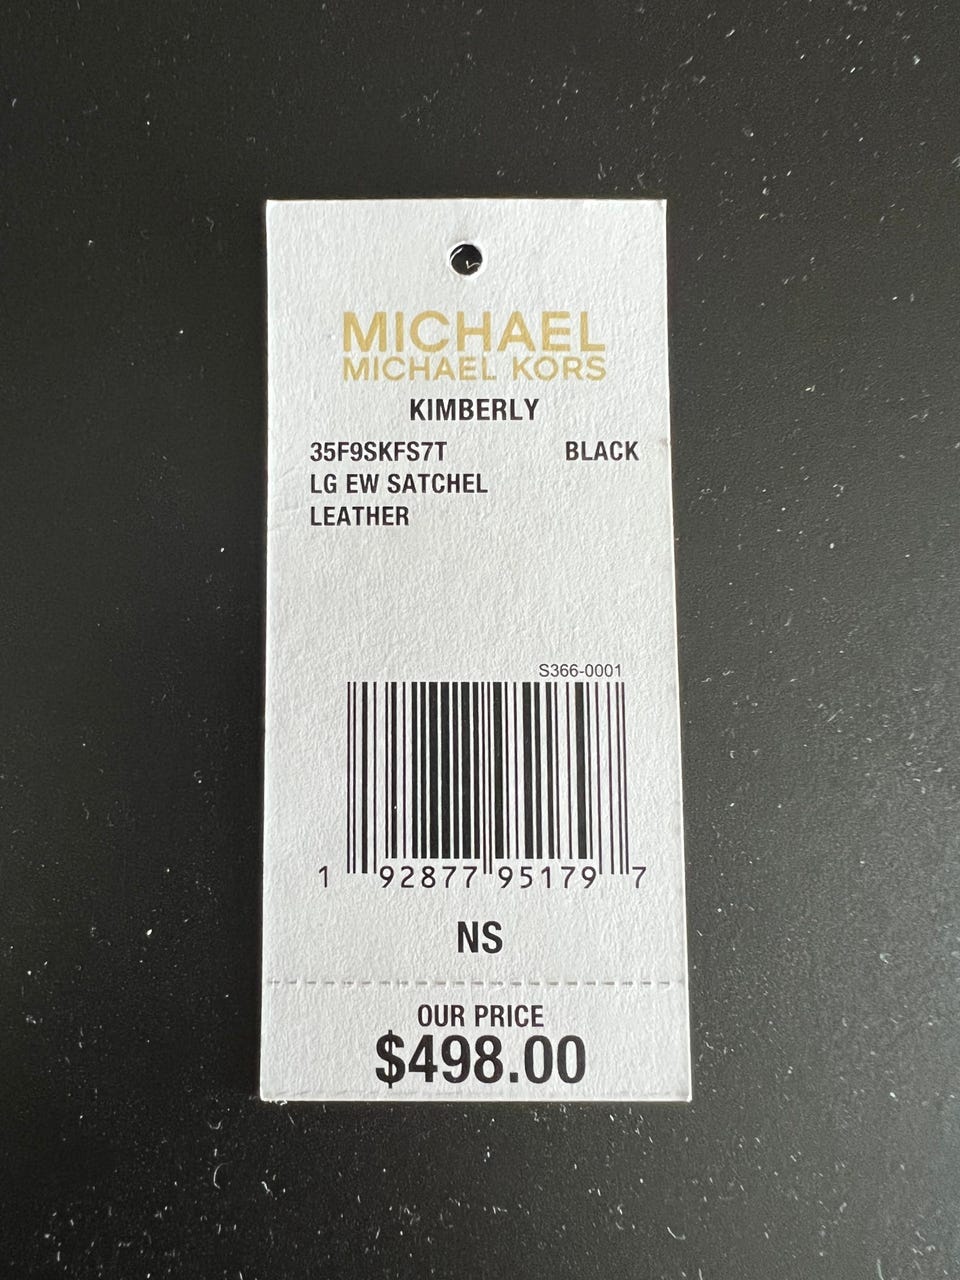 MICHAEL
MICHAEL KORS
KIMBERLY
35F9SKFS7T BLACK
LG EW SATCHEL
LEATHER
S366-0001
1 92877 95179 7
NS
OUR PRICE
$498.00